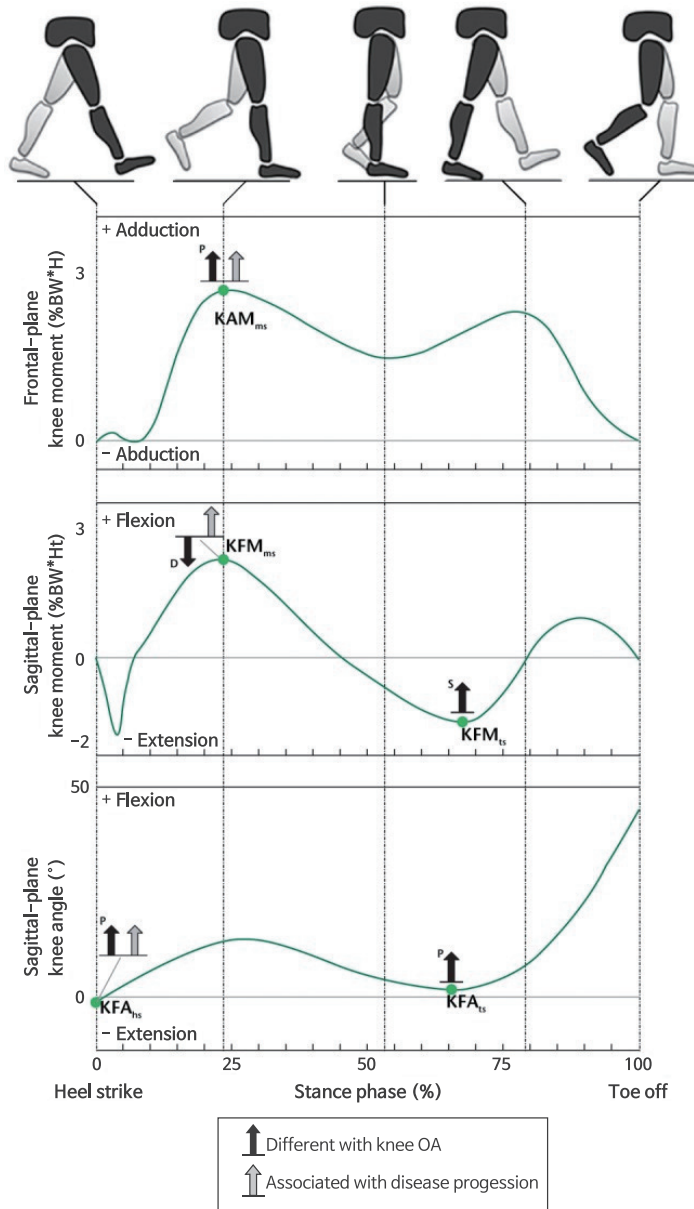 + Adduction
3
P
KAMms
Frontal-plane
knee moment (%BW*H)
0
- Abduction
3
+ Flexion
KFMms
D
Sagittal-plane
knee moment (%BW*Ht)
S
-2
- Extension
KFMts
50
+ Flexion
Sagittal-plane
knee angle (°)
P
P
0
KFAhs
KFAts
- Extension
0 25 50 75 100
Heel strike Stance phase (%) Toe off
Different with knee OA
Associated with disease progession